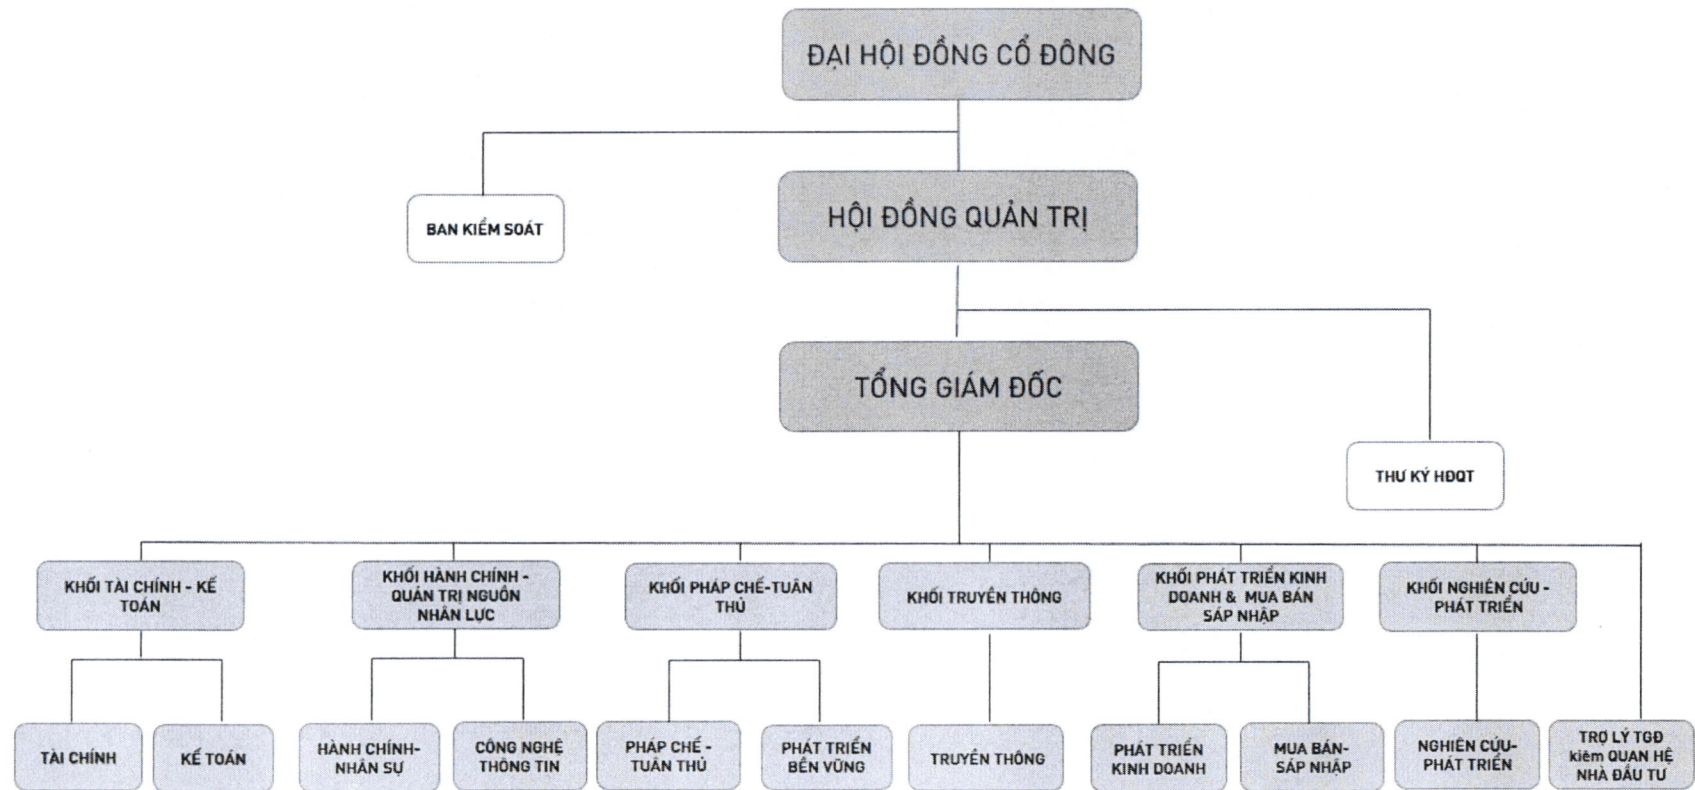 ĐẠI HỘI ĐỒNG CỔ ĐÔNG
BAN KIỂM SOÁT
HỘI ĐỒNG QUẢN TRỊ
TỔNG GIÁM ĐỐC
THƯ KÝ HĐQT
KHỐI TÀI CHÍNH - KẾ
TOÁN
KHỐI HÀNH CHÍNH -
QUẢN TRỊ NGUỒN
NHÂN LỰC
KHỐI PHÁP CHẾ-TUÂN
THỦ
KHỐI TRUYỀN THÔNG
KHỐI PHÁT TRIỂN KINH
DOANH & MUA BÁN
SÁP NHẬP
KHỐI NGHIÊN CỨU -
PHÁT TRIỂN
TÀI CHÍNH
KẾ TOÁN
HÀNH CHÍNH-
NHÂN SỰ
CÔNG NGHỆ
THÔNG TIN
PHÁP CHẾ -
TUÂN THỦ
PHÁT TRIỂN
BỀN VỮNG
TRUYỀN THÔNG
PHÁT TRIỂN
KINH DOANH
MUA BÁN-
SÁP NHẬP
NGHIÊN CỨU-
PHÁT TRIỂN
TRỢ LÝ TGĐ
kiêm QUAN HỆ
NHÀ ĐẦU TƯ